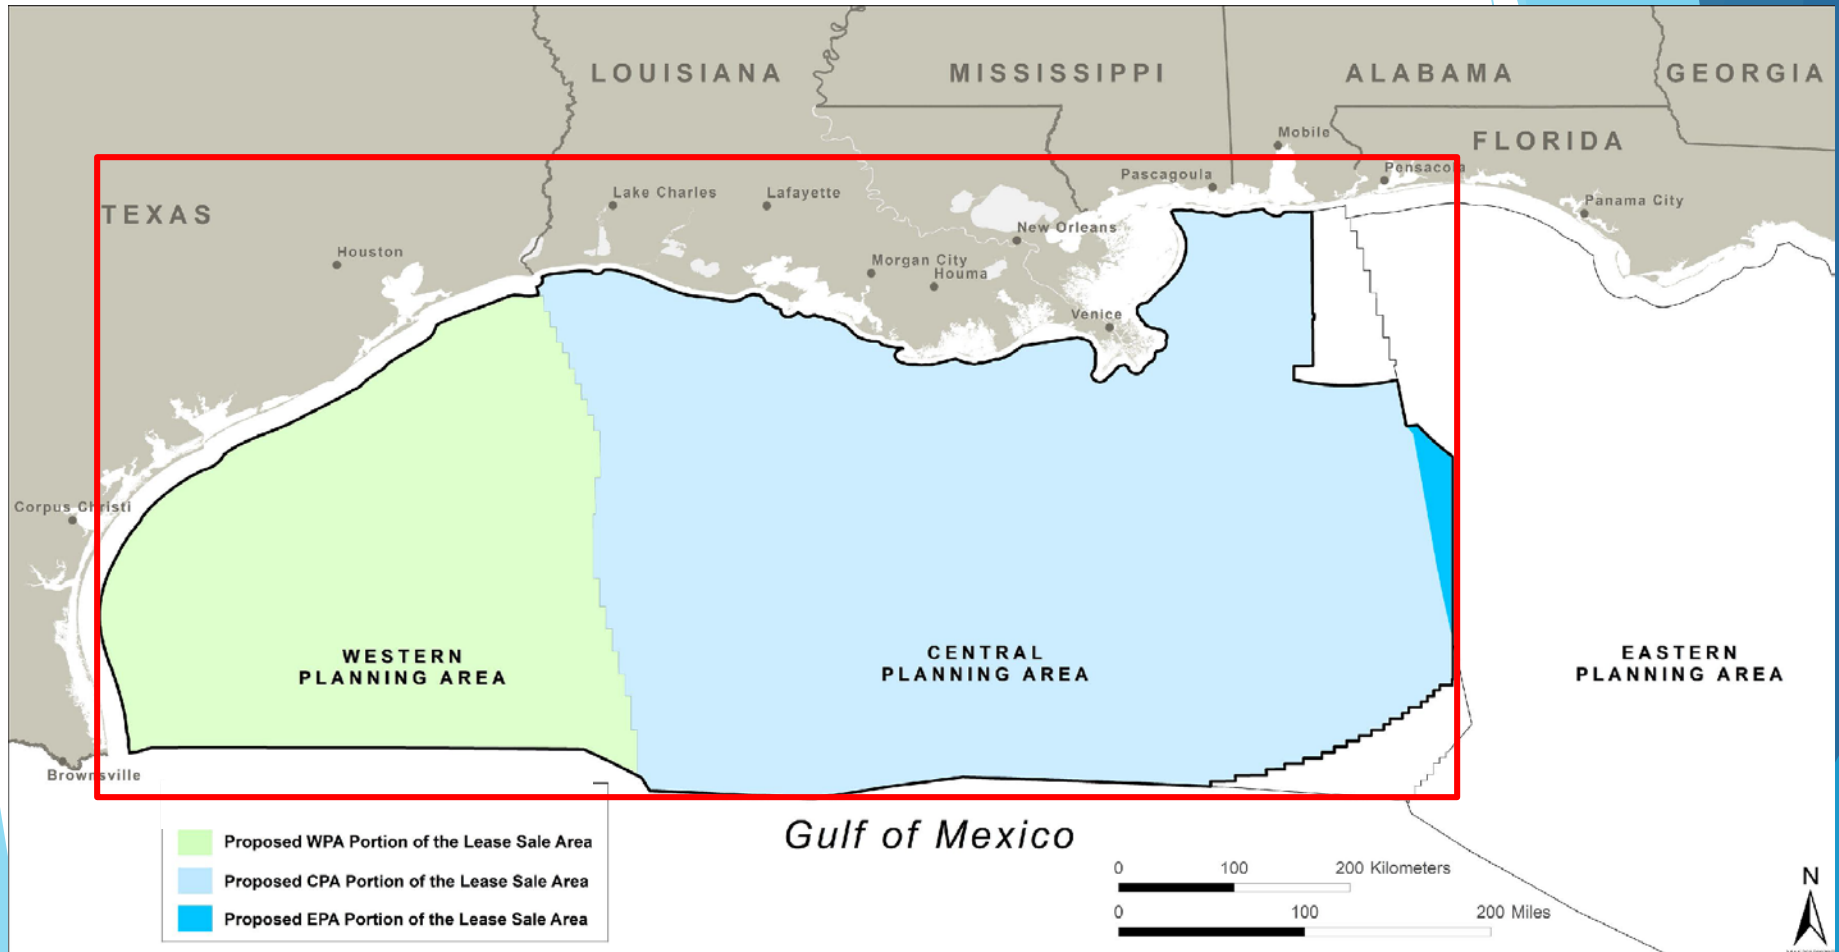 LOUISIANA
MISSISSIPPI
ALABAMA
GEORGIA
FLORIDA
Mobile
Pascagoula
Pensacola
Panama City
TEXAS
Lake Charles
Lafayette
New Orleans
Houston
Morgan City
Houma
Venice
Corpus Christi
WESTERN
PLANNING AREA
CENTRAL
PLANNING AREA
EASTERN
PLANNING AREA
Brownsville
Gulf of Mexico
Proposed WPA Portion of the Lease Sale Area
Proposed CPA Portion of the Lease Sale Area
Proposed EPA Portion of the Lease Sale Area
0 100 200 Kilometers
0 100 200 Miles
N